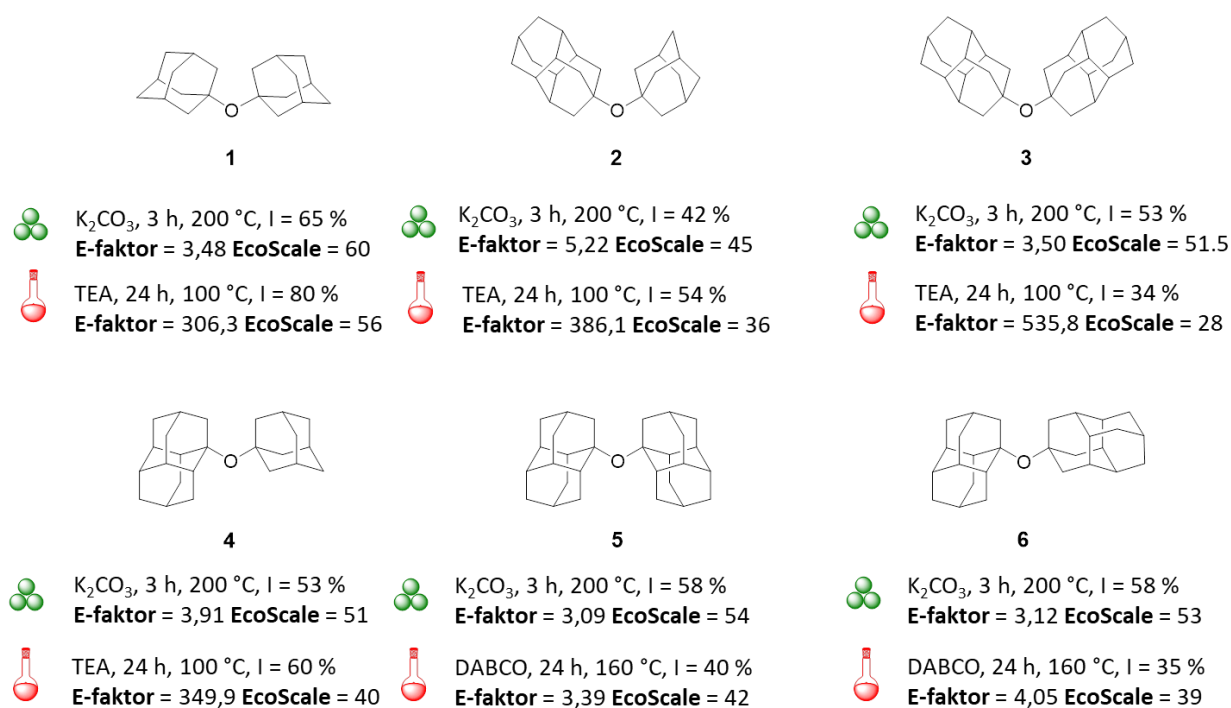 O
O
O
1
2
3
K₂CO₃, 3 h, 200 °C, I = 65 %
E-faktor = 3,48 EcoScale = 60
K₂CO₃, 3 h, 200 °C, I = 42 %
E-faktor = 5,22 EcoScale = 45
K₂CO₃, 3 h, 200 °C, I = 53 %
E-faktor = 3,50 EcoScale = 51.5
TEA, 24 h, 100 °C, I = 80 %
E-faktor = 306,3 EcoScale = 56
TEA, 24 h, 100 °C, I = 54 %
E-faktor = 386,1 EcoScale = 36
TEA, 24 h, 100 °C, I = 34 %
E-faktor = 535,8 EcoScale = 28
O
O
O
4
5
6
K₂CO₃, 3 h, 200 °C, I = 53 %
E-faktor = 3,91 EcoScale = 51
K₂CO₃, 3 h, 200 °C, I = 58 %
E-faktor = 3,09 EcoScale = 54
K₂CO₃, 3 h, 200 °C, I = 58 %
E-faktor = 3,12 EcoScale = 53
TEA, 24 h, 100 °C, I = 60 %
E-faktor = 349,9 EcoScale = 40
DABCO, 24 h, 160 °C, I = 40 %
E-faktor = 3,39 EcoScale = 42
DABCO, 24 h, 160 °C, I = 35 %
E-faktor = 4,05 EcoScale = 39